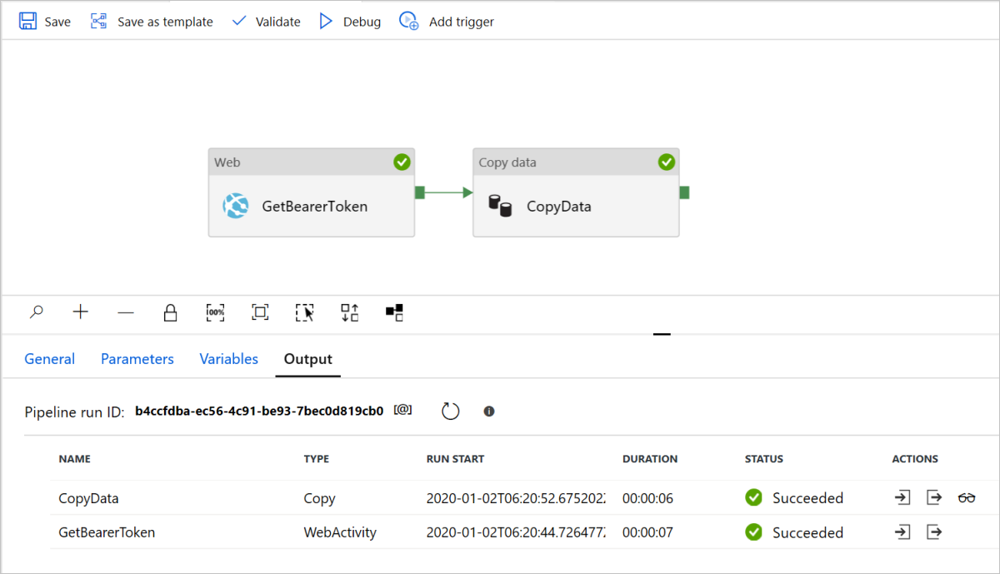 Save Save as template Validate Debug Add trigger
Web Copy data
GetBearerToken CopyData
100%
General Parameters Variables Output
Pipeline run ID: b4ccfdba-ec56-4c91-be93-7bec0d819cb0 [@]
NAME TYPE RUN START DURATION STATUS ACTIONS
CopyData Copy 2020-01-02T06:20:52.675202 00:00:06 Succeeded
GetBearerToken WebActivity 2020-01-02T06:20:44.726477 00:00:07 Succeeded